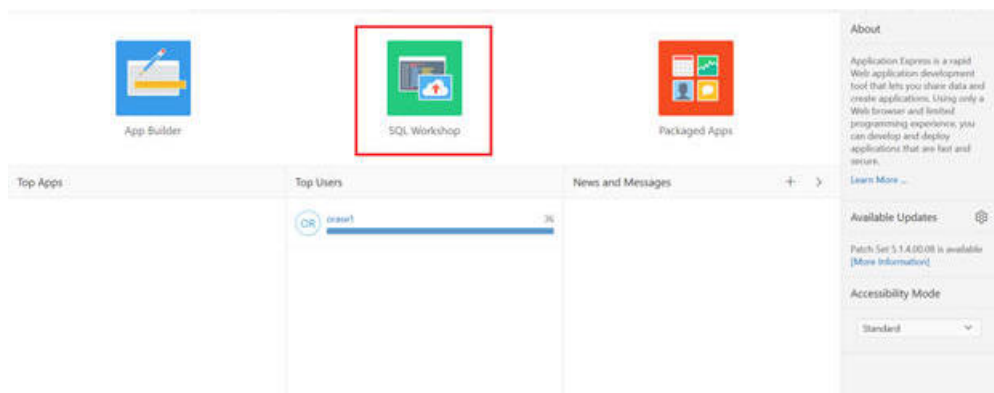 App Builder
SQL Workshop
Packaged Apps
Top Apps
Top Users
News and Messages
OR
36
About
Application Express is a rapid
Web application development
tool that lets you share data and
create applications. Using only a
Web browser and limited
programming experience, you
can develop and deploy
applications that are fast and
secure.
Learn More ...
Available Updates
Patch Set 5.1.4.00.08 is available
[More Information]
Accessibility Mode
Standard